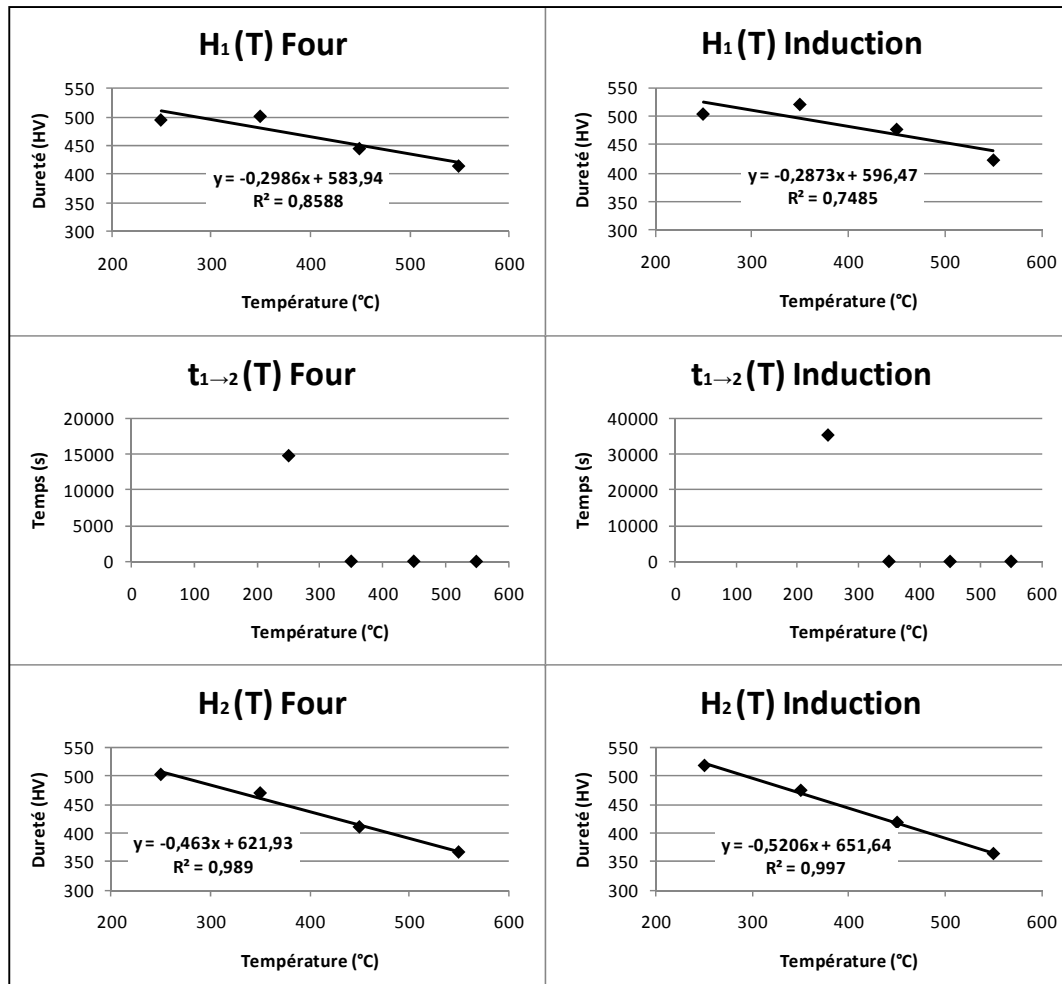 H₁ (T) Four
Dureté (HV)
550
500
450
400
350
300
y = -0,2986x + 583,94
R² = 0,8588
200 300 400 500 600
Température (°C)
H₁ (T) Induction
Dureté (HV)
550
500
450
400
350
300
y = -0,2873x + 596,47
R² = 0,7485
200 300 400 500 600
Température (°C)
t₁→₂ (T) Four
Temps (s)
20000
15000
10000
5000
0
0 100 200 300 400 500 600
Température (°C)
t₁→₂ (T) Induction
Temps (s)
40000
30000
20000
10000
0
0 100 200 300 400 500 600
Température (°C)
H₂ (T) Four
Dureté (HV)
550
500
450
400
350
300
y = -0,463x + 621,93
R² = 0,989
200 300 400 500 600
Température (°C)
H₂ (T) Induction
Dureté (HV)
550
500
450
400
350
300
y = -0,5206x + 651,64
R² = 0,997
200 300 400 500 600
Température (°C)